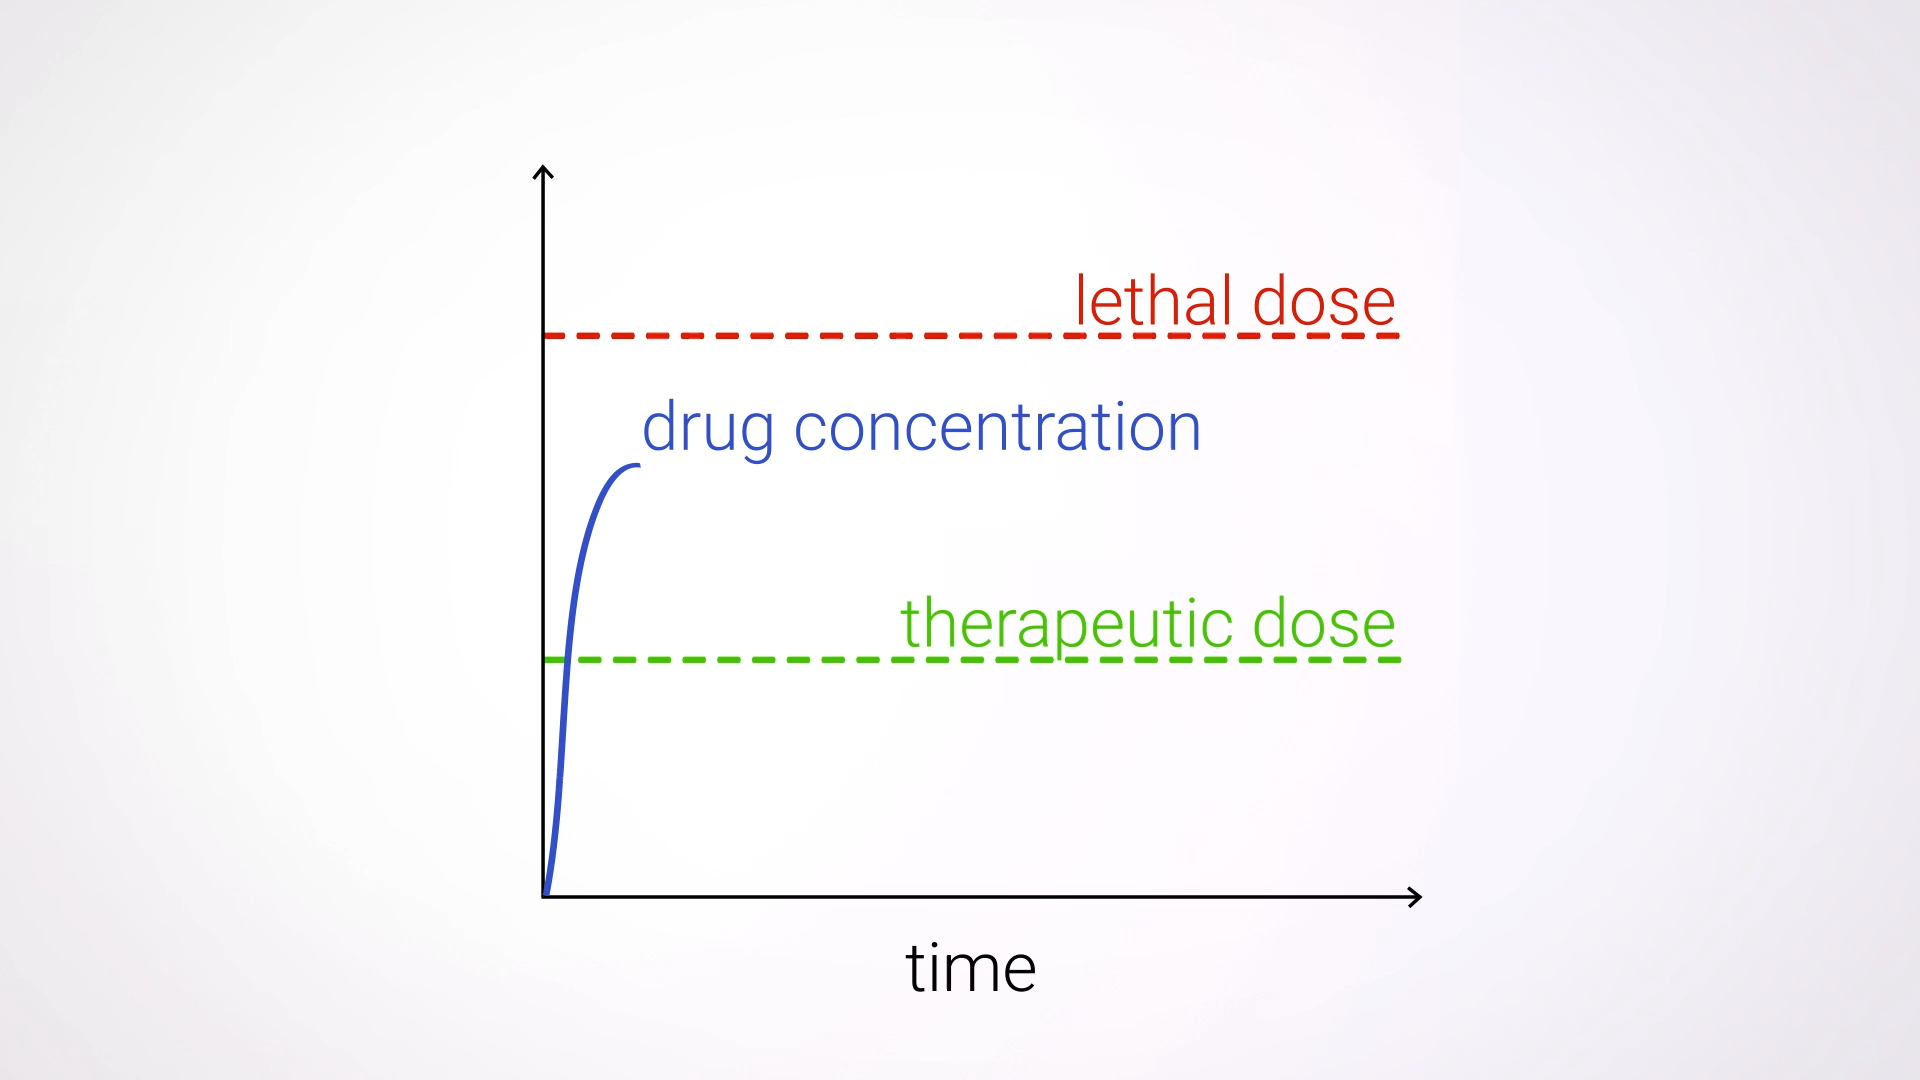 lethal dose
drug concentration
therapeutic dose
time